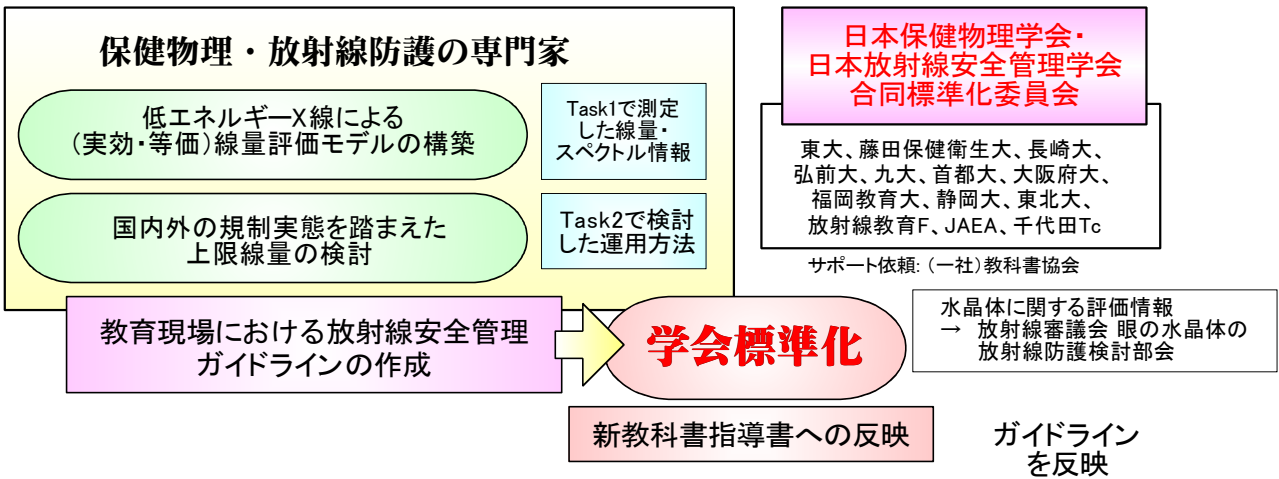 保健物理・放射線防護の専門家
低エネルギーX線による
(実効・等価)線量評価モデルの構築
Task1で測定
した線量・
スペクトル情報
国内外の規制実態を踏まえた
上限線量の検討
Task2で検討
した運用方法
日本保健物理学会・
日本放射線安全管理学会
合同標準化委員会
東大、藤田保健衛生大、長崎大、
弘前大、九大、首都大、大阪府大、
福岡教育大、静岡大、東北大、
放射線教育F、JAEA、千代田Tc
サポート依頼: (一社)教科書協会
教育現場における放射線安全管理
ガイドラインの作成
学会標準化
水晶体に関する評価情報
→ 放射線審議会 眼の水晶体の
放射線防護検討部会
新教科書指導書への反映
ガイドライン
を反映